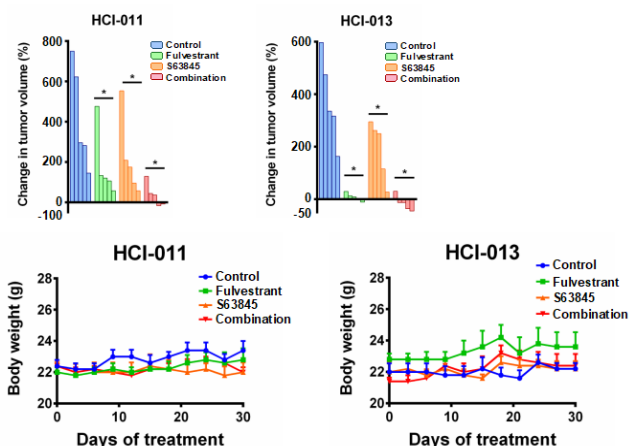 HCI-011
Change in tumor volume (%)
800
600
400
200
0
-100
Control
Fulvestrant
S63845
Combination
*
*
*
HCI-013
Change in tumor volume (%)
600
400
200
0
-50
Control
Fulvestrant
S63845
Combination
*
*
*
HCI-011
Body weight (g)
28
26
24
22
20
0
10
20
30
Days of treatment
Control
Fulvestrant
S63845
Combination
HCI-013
Body weight (g)
28
26
24
22
20
0
10
20
30
Days of treatment
Control
Fulvestrant
S63845
Combination